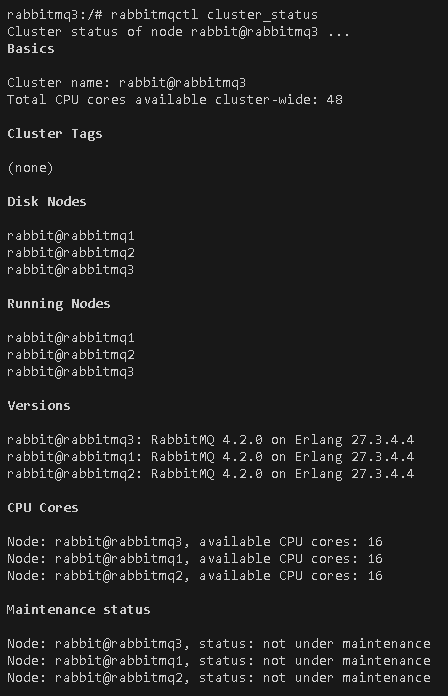 rabbitmq3:/# rabbitmqctl cluster_status
Cluster status of node rabbit@rabbitmq3 ...
Basics
Cluster name: rabbit@rabbitmq3
Total CPU cores available cluster-wide: 48
Cluster Tags
(none)
Disk Nodes
rabbit@rabbitmq1
rabbit@rabbitmq2
rabbit@rabbitmq3
Running Nodes
rabbit@rabbitmq1
rabbit@rabbitmq2
rabbit@rabbitmq3
Versions
rabbit@rabbitmq3: RabbitMQ 4.2.0 on Erlang 27.3.4.4
rabbit@rabbitmq1: RabbitMQ 4.2.0 on Erlang 27.3.4.4
rabbit@rabbitmq2: RabbitMQ 4.2.0 on Erlang 27.3.4.4
CPU Cores
Node: rabbit@rabbitmq3, available CPU cores: 16
Node: rabbit@rabbitmq1, available CPU cores: 16
Node: rabbit@rabbitmq2, available CPU cores: 16
Maintenance status
Node: rabbit@rabbitmq3, status: not under maintenance
Node: rabbit@rabbitmq1, status: not under maintenance
Node: rabbit@rabbitmq2, status: not under maintenance